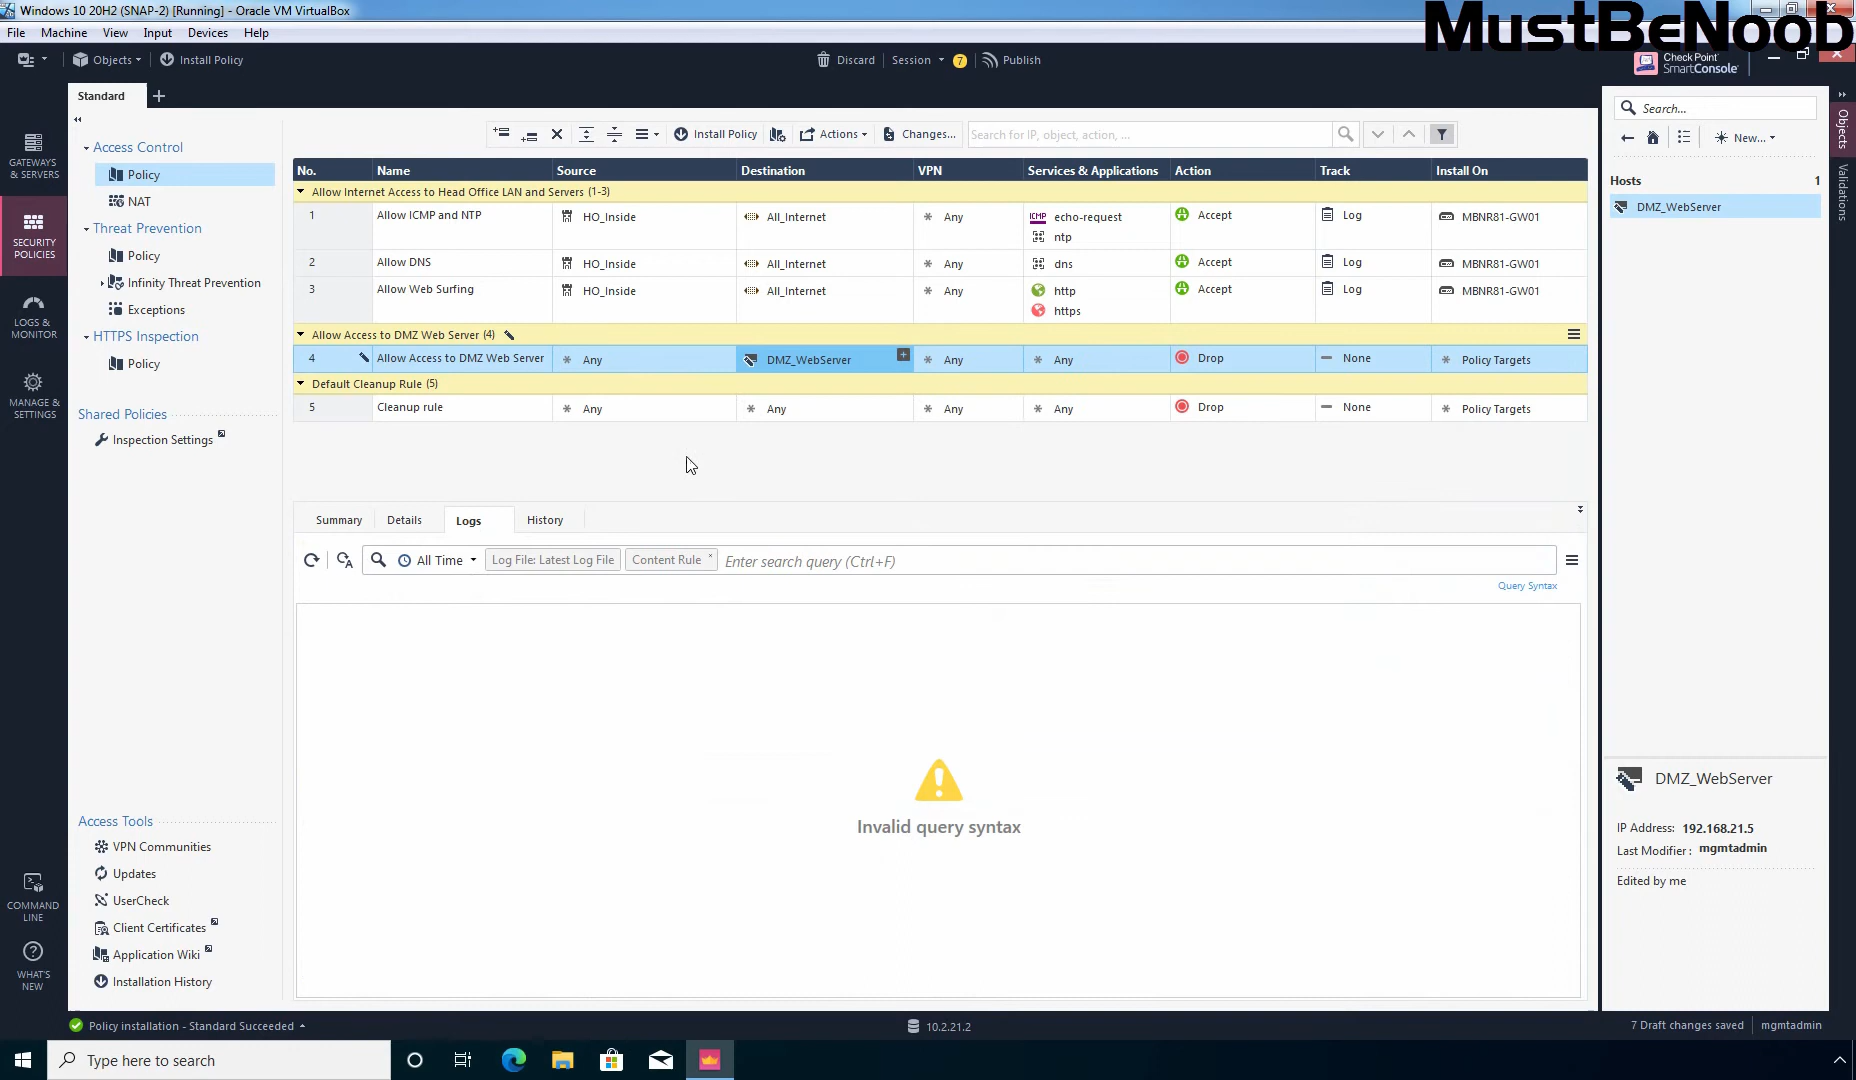 Windows 10 20H2 (SNAP-2) [Running] - Oracle VM VirtualBox
MustBeNoob
File Machine View Input Devices Help
Objects Install Policy Discard Session 7 Publish
Check Point SmartConsole
Standard
Search...
New...
Hosts 1
DMZ_WebServer
Objects
Validations
GATEWAYS & SERVERS
SECURITY POLICIES
LOGS & MONITOR
MANAGE & SETTINGS
COMMAND LINE
WHAT'S NEW
Access Control
Policy
NAT
Threat Prevention
Policy
Infinity Threat Prevention
Exceptions
HTTPS Inspection
Policy
Shared Policies
Inspection Settings
Access Tools
VPN Communities
Updates
UserCheck
Client Certificates
Application Wiki
Installation History
Install Policy Actions Changes... Search for IP, object, action, ...
No. Name Source Destination VPN Services & Applications Action Track Install On
Allow Internet Access to Head Office LAN and Servers (1-3)
1 Allow ICMP and NTP HO_Inside All_Internet Any ICMP echo-request Accept Log MBNR81-GW01
ntp
2 Allow DNS HO_Inside All_Internet Any dns Accept Log MBNR81-GW01
3 Allow Web Surfing HO_Inside All_Internet Any http Accept Log MBNR81-GW01
https
Allow Access to DMZ Web Server (4)
4 Allow Access to DMZ Web Server Any DMZ_WebServer Any Any Drop None Policy Targets
Default Cleanup Rule (5)
5 Cleanup rule Any Any Any Any Drop None Policy Targets
Summary Details Logs History
All Time Log File: Latest Log File Content Rule Enter search query (Ctrl+F)
Query Syntax
Invalid query syntax
DMZ_WebServer
IP Address: 192.168.21.5
Last Modifier : mgmtadmin
Edited by me
Policy installation - Standard Succeeded 10.2.21.2 7 Draft changes saved mgmtadmin
Type here to search